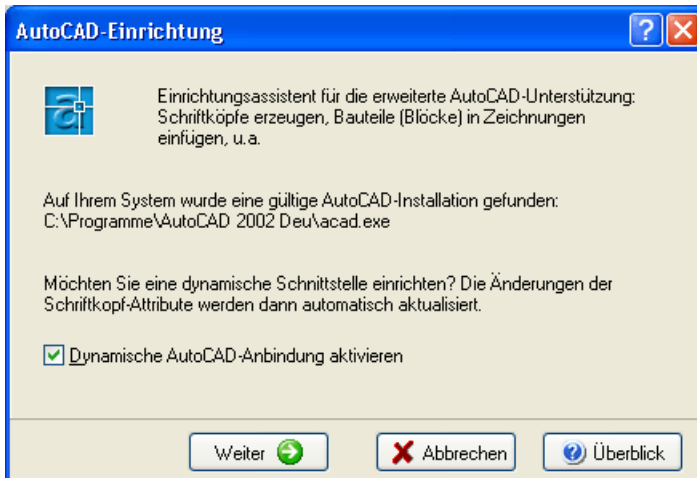 AutoCAD-Einrichtung
Einrichtungsassistent für die erweiterte AutoCAD-Unterstützung:
Schriftköpfe erzeugen, Bauteile (Blöcke) in Zeichnungen
einfügen, u.a.
Auf Ihrem System wurde eine gültige AutoCAD-Installation gefunden:
C:\Programme\AutoCAD 2002 Deu\acad.exe
Möchten Sie eine dynamische Schnittstelle einrichten? Die Änderungen der
Schriftkopf-Attribute werden dann automatisch aktualisiert.
Dynamische AutoCAD-Anbindung aktivieren
Weiter Abbrechen Überblick